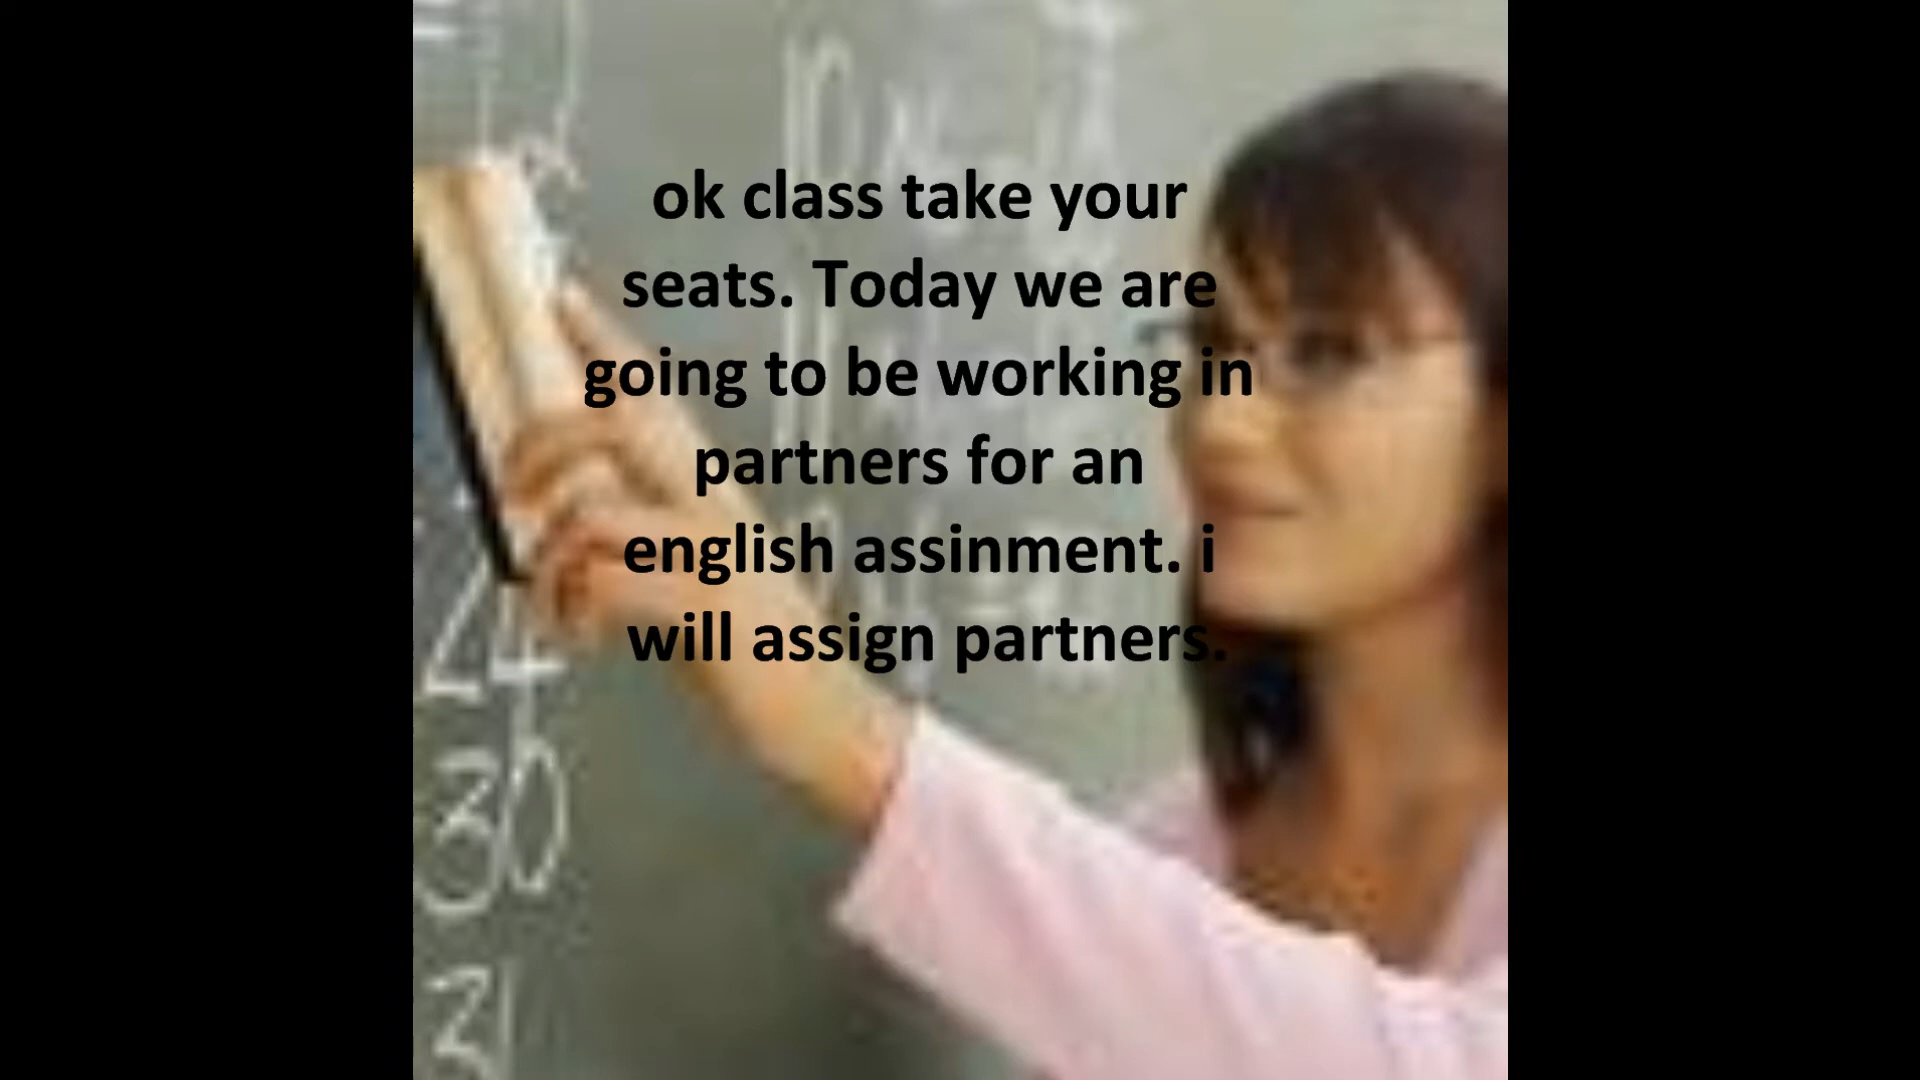 ok class take your
seats. Today we are
going to be working in
partners for an
english assinment. i
will assign partners.